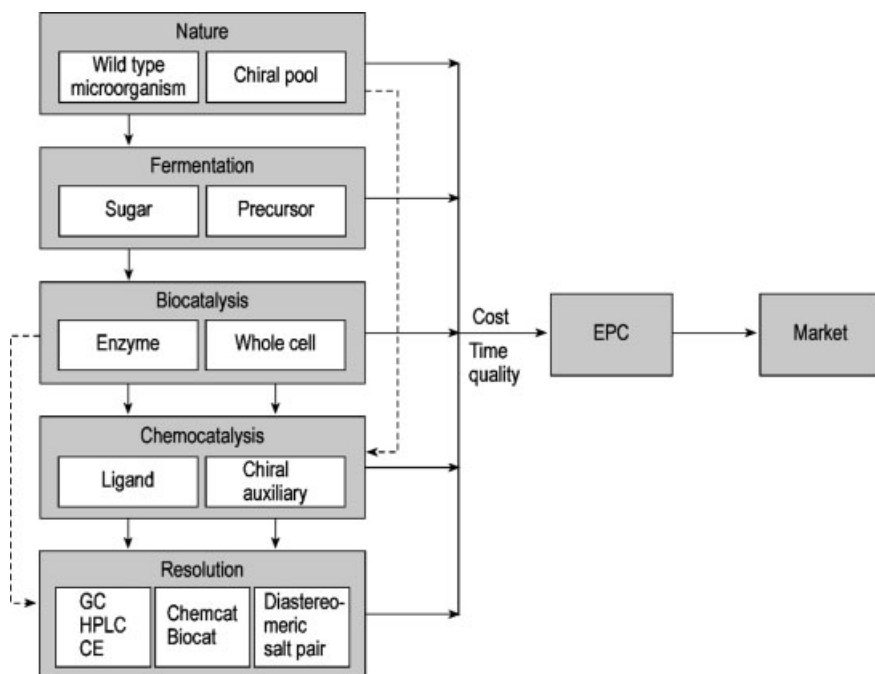 Nature
Wild type
microorganism
Chiral pool
Fermentation
Sugar
Precursor
Biocatalysis
Enzyme
Whole cell
Chemocatalysis
Ligand
Chiral
auxiliary
Resolution
GC
HPLC
CE
Chemcat
Biocat
Diastereo-
meric
salt pair
Cost
Time
quality
EPC
Market